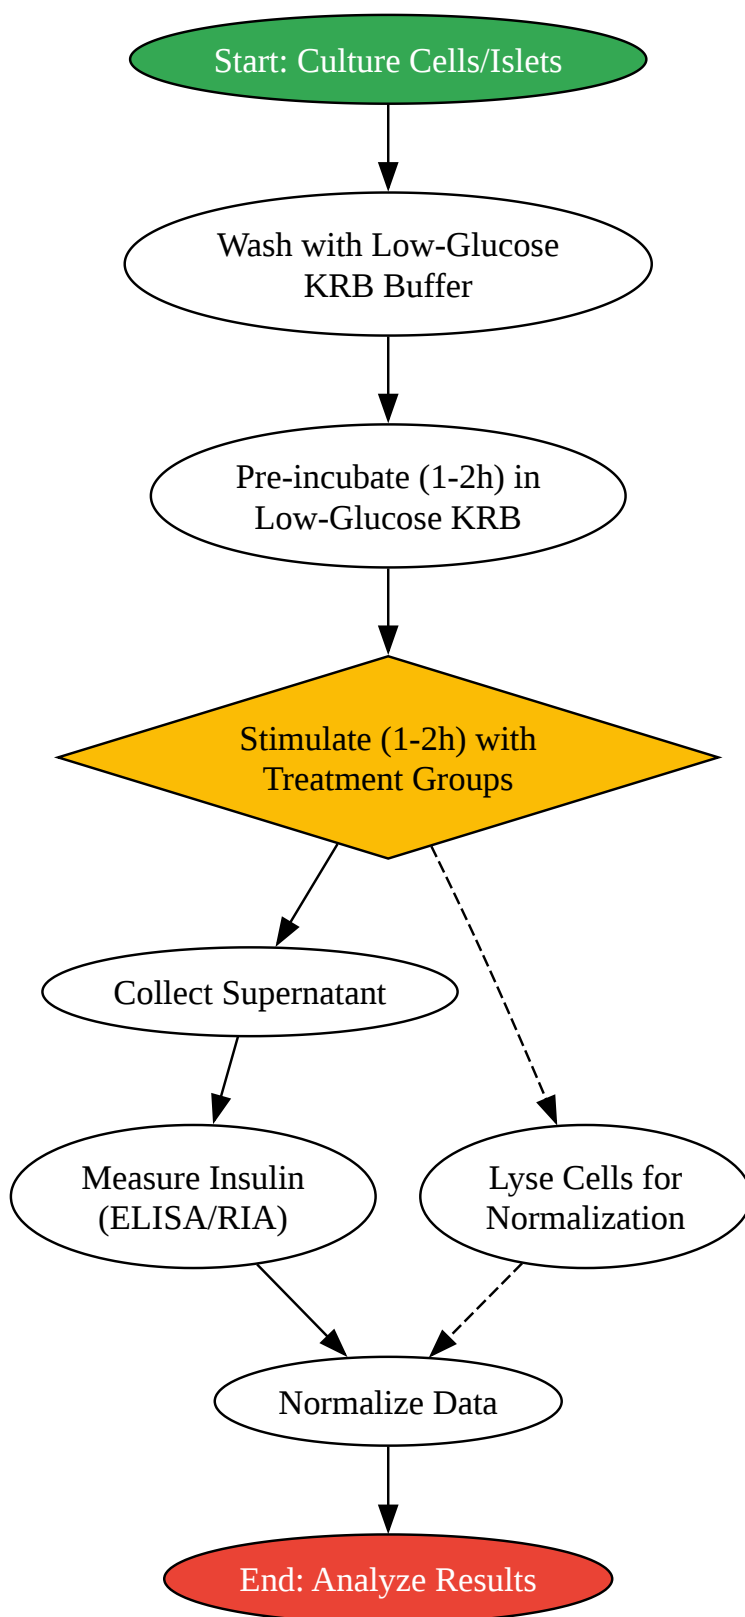 Start: Culture Cells/Islets
Wash with Low-Glucose
KRB Buffer
Pre-incubate (1-2h) in
Low-Glucose KRB
Stimulate (1-2h) with
Treatment Groups
Collect Supernatant
Measure Insulin
(ELISA/RIA)
Lyse Cells for
Normalization
Normalize Data
End: Analyze Results